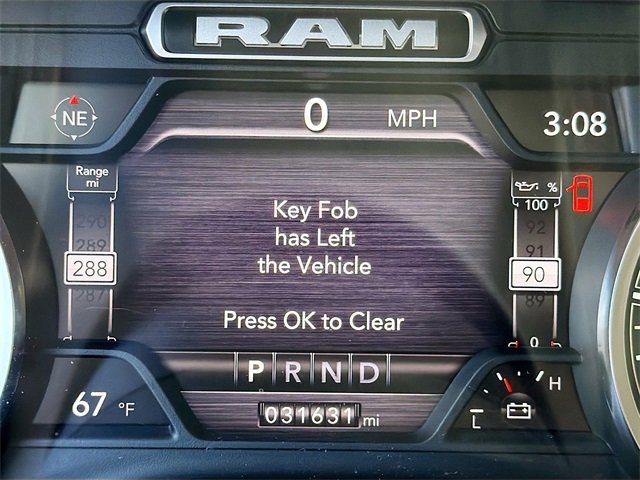 RAM
NE
0 MPH
3:08
Range
mi
%
100
290
289
288
287
92
91
90
89
0
Key Fob
has Left
the Vehicle
Press OK to Clear
P R N D
67 °F
031631 mi
L
H